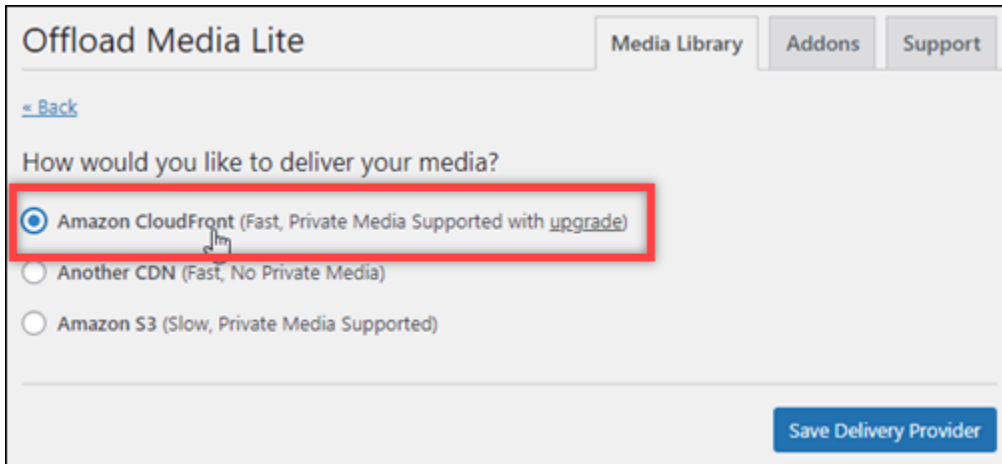 Offload Media Lite
Media Library
Addons
Support
« Back
How would you like to deliver your media?
Amazon CloudFront (Fast, Private Media Supported with upgrade)
Another CDN (Fast, No Private Media)
Amazon S3 (Slow, Private Media Supported)
Save Delivery Provider